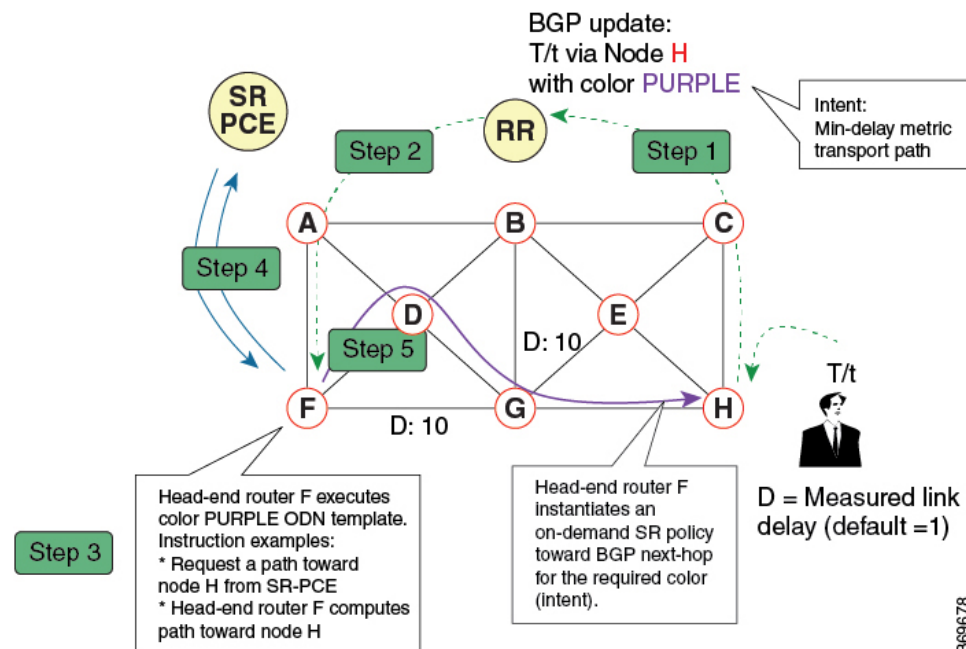 BGP update:
T/t via Node H
with color PURPLE
Intent:
Min-delay metric
transport path
SR
PCE
RR
Step 2
Step 1
A
B
C
Step 4
D
E
Step 5
D: 10
T/t
F
G
H
D: 10
Head-end router F executes
color PURPLE ODN template.
Instruction examples:
* Request a path toward
node H from SR-PCE
* Head-end router F computes
path toward node H
Step 3
Head-end router F
instantiates an
on-demand SR policy
toward BGP next-hop
for the required color
(intent).
D = Measured link
delay (default =1)
369678